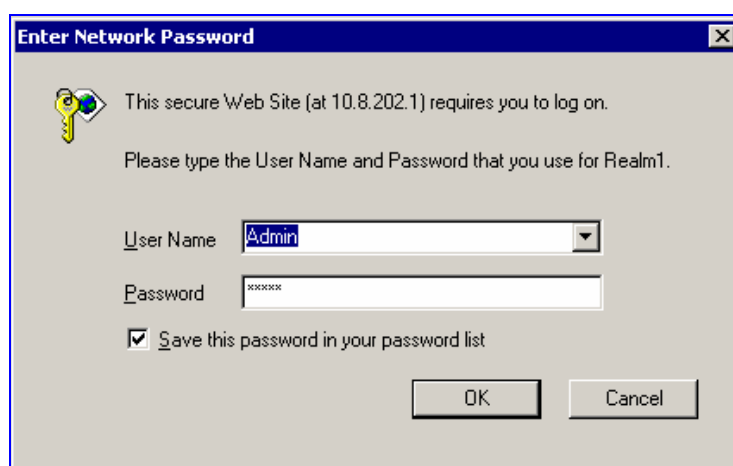 Enter Network Password
This secure Web Site (at 10.8.202.1) requires you to log on.
Please type the User Name and Password that you use for Realm1.
User Name Admin
Password *****
Save this password in your password list
OK Cancel